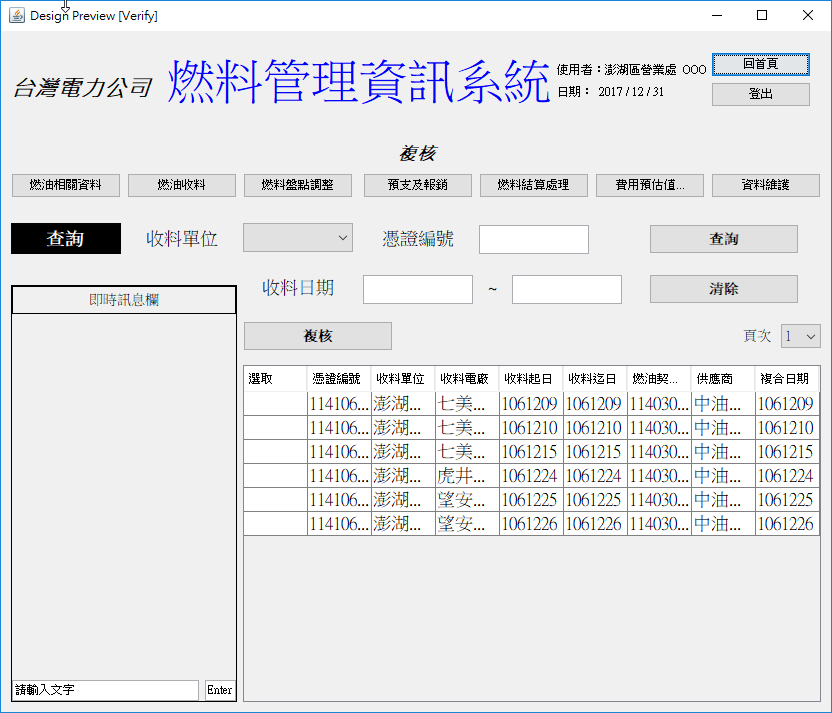 Design Preview [Verify]
台灣電力公司 燃料管理資訊系統 使用者：澎湖區營業處 OOO 回首頁
日期： 2017 / 12 / 31 登出
複核
燃油相關資料 燃油收料 燃料盤點調整 預支及報銷 燃料結算處理 費用預估值... 資料維護
查詢 收料單位 憑證編號 查詢
收料日期 ~ 清除
即時訊息欄
複核 頁次 1
選取 憑證編號 收料單位 收料電廠 收料起日 收料迄日 燃油契... 供應商 複合日期
114106... 澎湖... 七美... 1061209 1061209 114030... 中油... 1061209
114106... 澎湖... 七美... 1061210 1061210 114030... 中油... 1061210
114106... 澎湖... 七美... 1061215 1061215 114030... 中油... 1061215
114106... 澎湖... 虎井... 1061224 1061224 114030... 中油... 1061224
114106... 澎湖... 望安... 1061225 1061225 114030... 中油... 1061225
114106... 澎湖... 望安... 1061226 1061226 114030... 中油... 1061226
請輸入文字 Enter